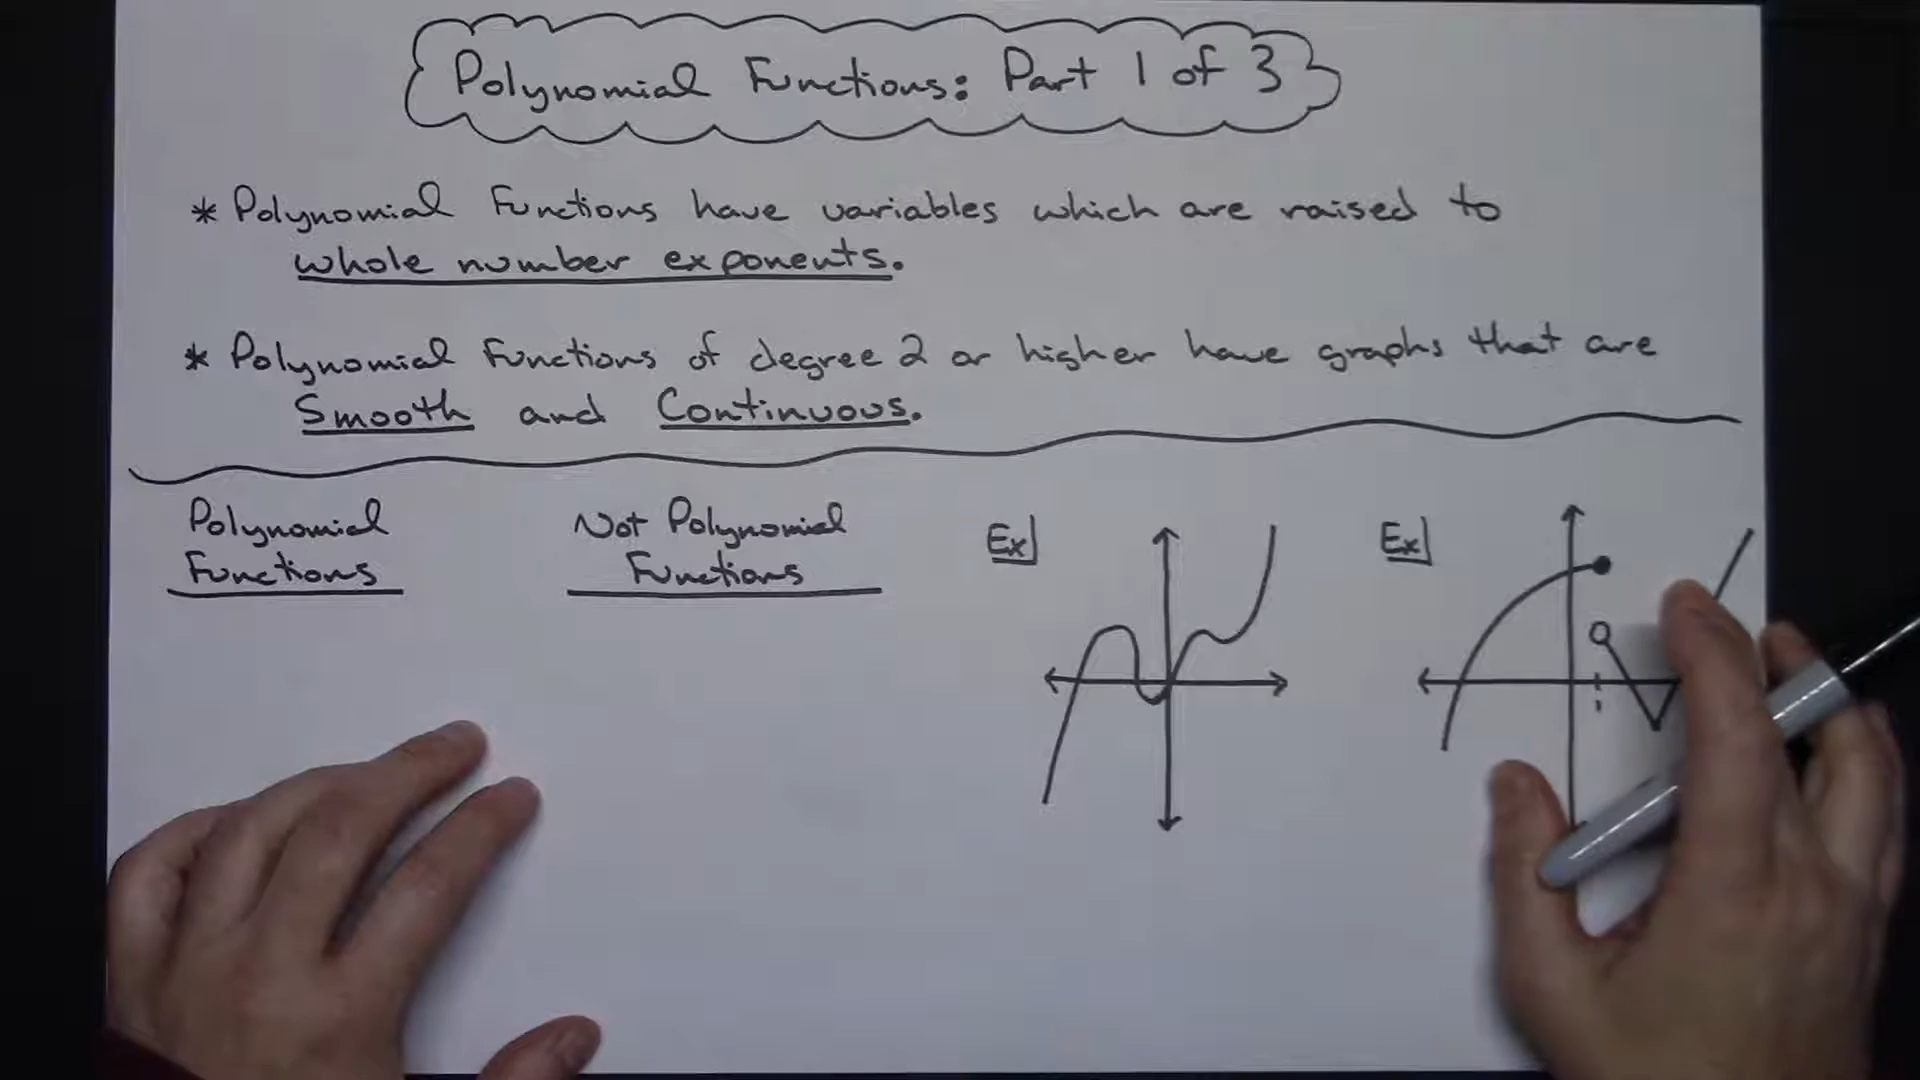 Polynomial Functions: Part 1 of 3
* Polynomial Functions have variables which are raised to
whole number exponents.
* Polynomial Functions of degree 2 or higher have graphs that are
Smooth and Continuous.
Polynomial
Functions
Not Polynomial
Functions
Ex
Ex